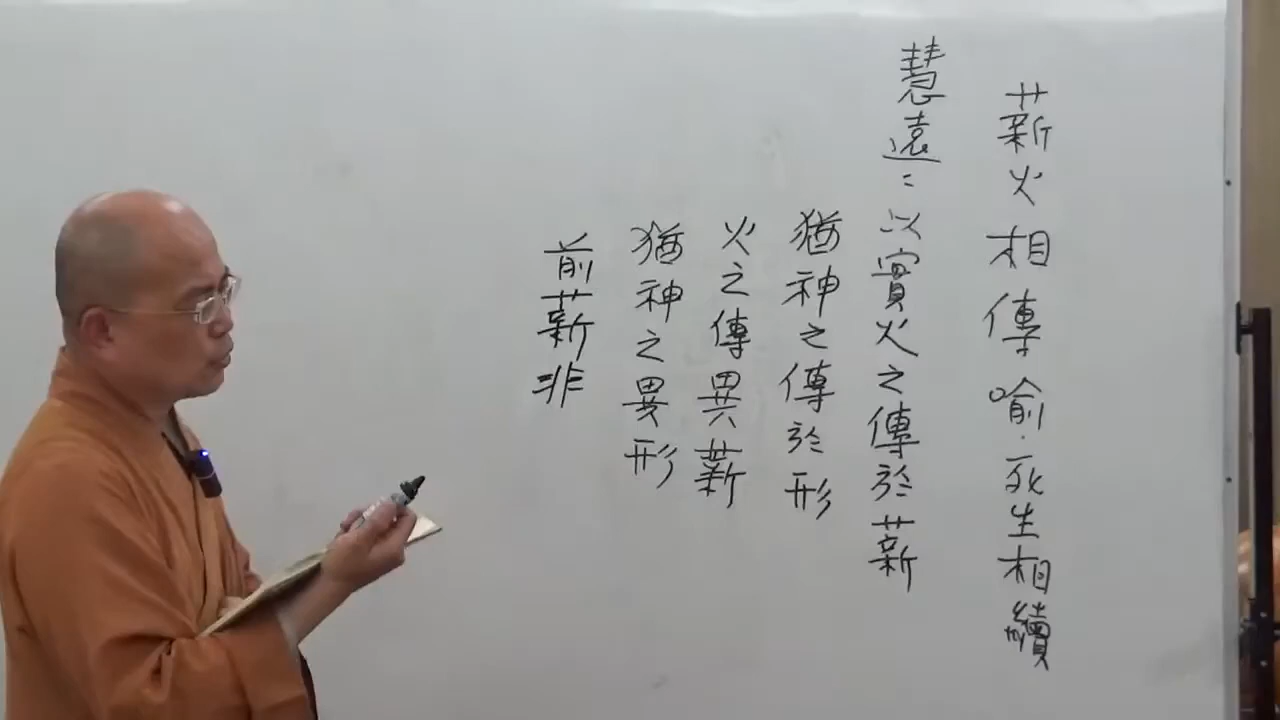 薪火相傳喻.死生相續
慧遠:以實火之傳於薪
猶神之傳於形
火之傳異薪
猶神之異形
前薪非